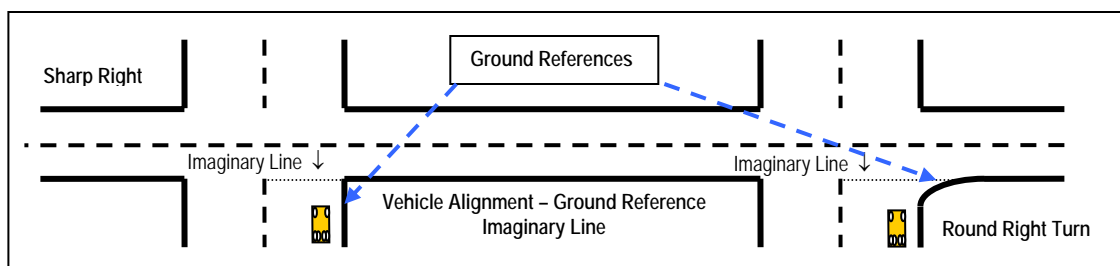 Ground References
Sharp Right
Imaginary Line ↓
Imaginary Line ↓
Vehicle Alignment – Ground Reference
Imaginary Line
Round Right Turn